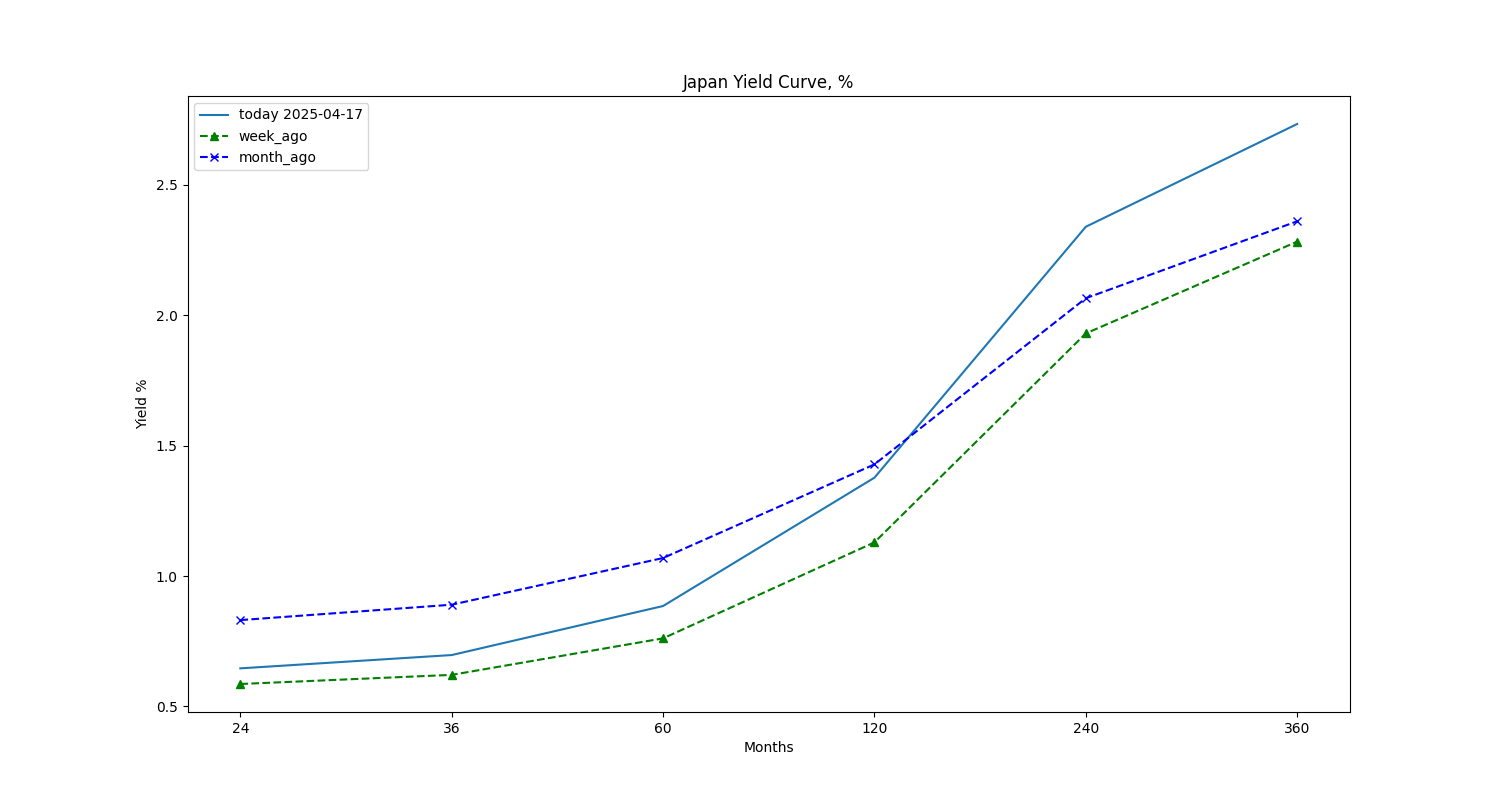 Japan Yield Curve, %
today 2025-04-17
week_ago
month_ago
2.5
2.0
1.5
1.0
0.5
Yield %
24 36 60 120 240 360
Months